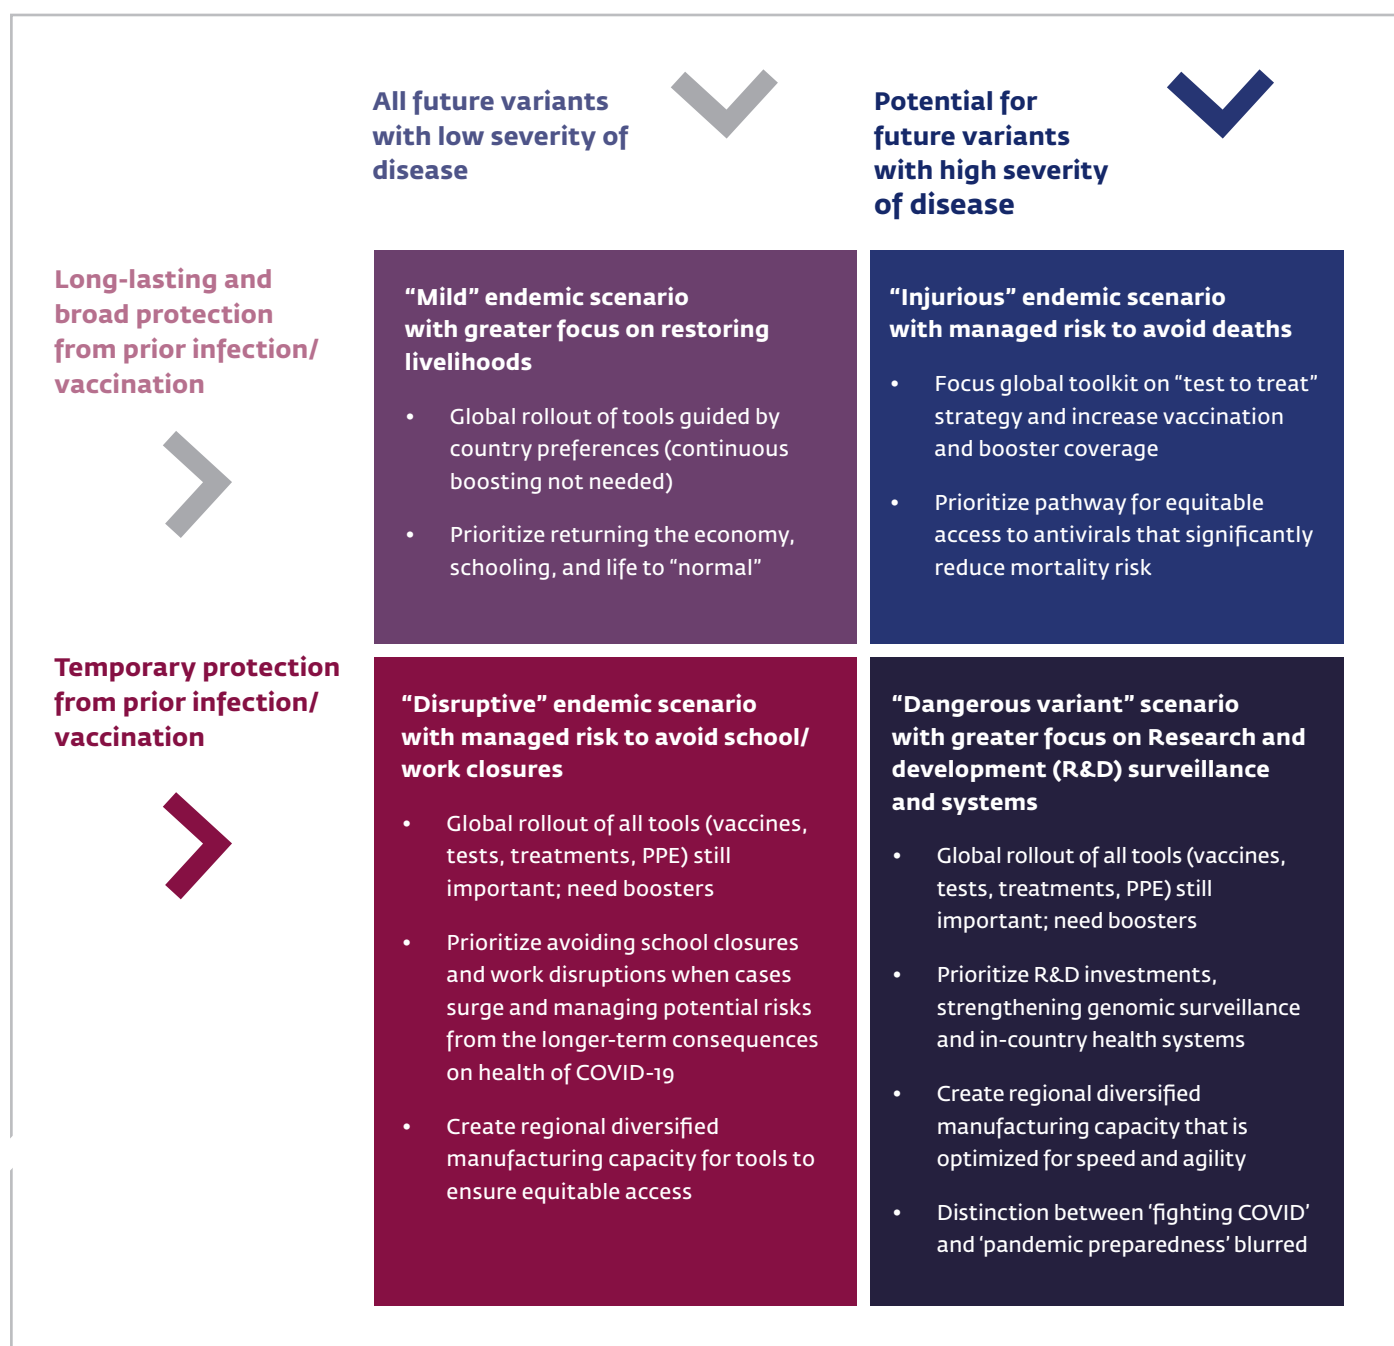 All future variants
with low severity of
disease
Potential for
future variants
with high severity
of disease
Long-lasting and
broad protection
from prior infection/
vaccination
“Mild” endemic scenario
with greater focus on restoring
livelihoods
• Global rollout of tools guided by
country preferences (continuous
boosting not needed)
• Prioritize returning the economy,
schooling, and life to “normal”
“Injurious” endemic scenario
with managed risk to avoid deaths
• Focus global toolkit on “test to treat”
strategy and increase vaccination
and booster coverage
• Prioritize pathway for equitable
access to antivirals that significantly
reduce mortality risk
Temporary protection
from prior infection/
vaccination
“Disruptive” endemic scenario
with managed risk to avoid school/
work closures
• Global rollout of all tools (vaccines,
tests, treatments, PPE) still
important; need boosters
• Prioritize avoiding school closures
and work disruptions when cases
surge and managing potential risks
from the longer-term consequences
on health of COVID-19
• Create regional diversified
manufacturing capacity for tools to
ensure equitable access
“Dangerous variant” scenario
with greater focus on Research and
development (R&D) surveillance
and systems
• Global rollout of all tools (vaccines,
tests, treatments, PPE) still
important; need boosters
• Prioritize R&D investments,
strengthening genomic surveillance
and in-country health systems
• Create regional diversified
manufacturing capacity that is
optimized for speed and agility
• Distinction between ‘fighting COVID’
and ‘pandemic preparedness’ blurred